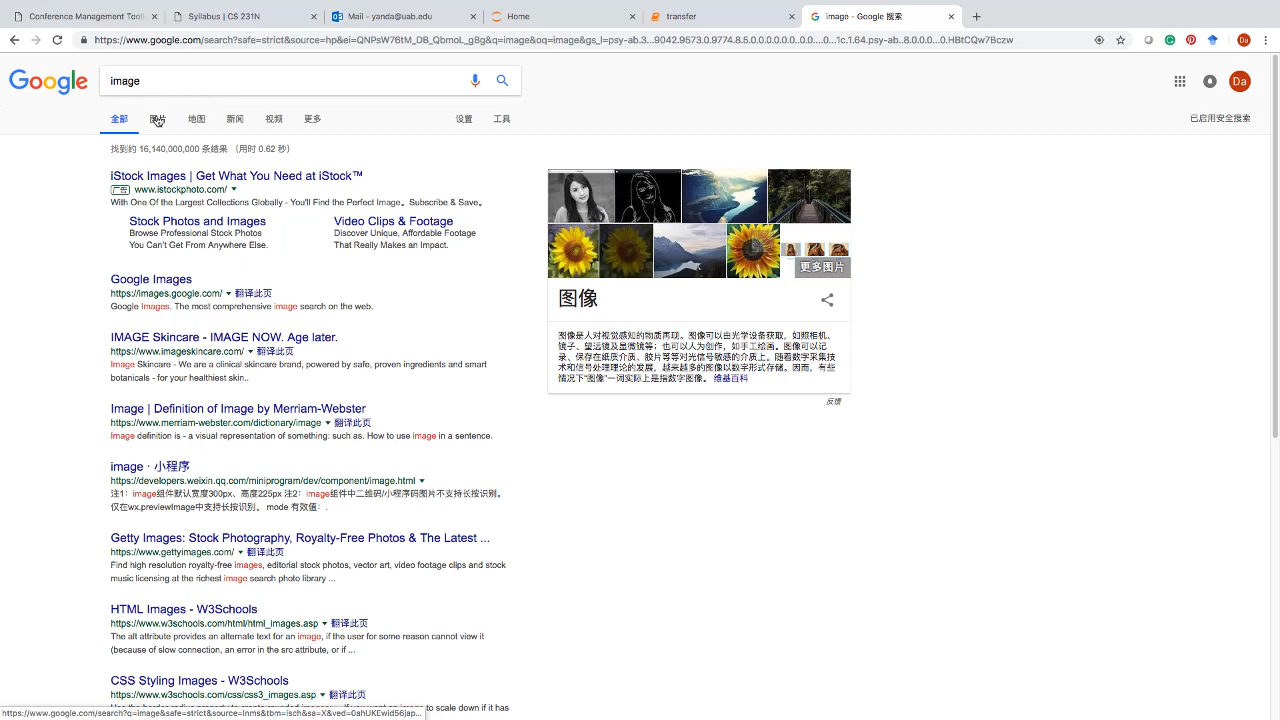 Conference Management Toolk
Syllabus | CS 231N
Mail - yanda@uab.edu
Home
transfer
image - Google 搜索
https://www.google.com/search?safe=strict&source=hp&ei=QNPsW76tM_DB_QbmoL_gBg&q=image&oq=image&gs_l=psy-ab.3...9042.9573.0.9774.8.5.0.0.0.0.0.0.0....0...1c.1.64.psy-ab..8.0.0.0...0.HBtCQw7Bczw
Da
Google
image
Da
全部
图片
地图
新闻
视频
更多
设置
工具
已启用安全搜索
找到约 16,140,000,000 条结果 （用时 0.62 秒）
iStock Images | Get What You Need at iStock™
广告 www.istockphoto.com/
With One Of the Largest Collections Globally - You'll Find the Perfect Image。 Subscribe & Save。
Stock Photos and Images
Video Clips & Footage
Browse Professional Stock Photos
Discover Unique, Affordable Footage
You Can't Get From Anywhere Else.
That Really Makes an Impact.
Google Images
https://images.google.com/ 翻译此页
Google Images. The most comprehensive image search on the web.
IMAGE Skincare - IMAGE NOW. Age later.
https://www.imageskincare.com/ 翻译此页
Image Skincare - We are a clinical skincare brand, powered by safe, proven ingredients and smart
botanicals - for your healthiest skin..
Image | Definition of Image by Merriam-Webster
https://www.merriam-webster.com/dictionary/image 翻译此页
Image definition is - a visual representation of something: such as. How to use image in a sentence.
image · 小程序
https://developers.weixin.qq.com/miniprogram/dev/component/image.html
注1：image组件默认宽度300px、高度225px 注2：image组件中二维码/小程序码图片不支持长按识别。
仅在wx.previewImage中支持长按识别。 mode 有效值：.
Getty Images: Stock Photography, Royalty-Free Photos & The Latest ...
https://www.gettyimages.com/ 翻译此页
Find high resolution royalty-free images, editorial stock photos, vector art, video footage clips and stock
music licensing at the richest image search photo library ...
HTML Images - W3Schools
https://www.w3schools.com/html/html_images.asp 翻译此页
The alt attribute provides an alternate text for an image, if the user for some reason cannot view it
(because of slow connection, an error in the src attribute, or if ...
CSS Styling Images - W3Schools
https://www.w3schools.com/css/css3_images.asp 翻译此页
to scale down if it has
更多图片
图像
图像是人对视觉感知的物质再现。图像可以由光学设备获取，如照相机、
镜子、望远镜及显微镜等；也可以人为创作，如手工绘画。图像可以记
录、保存在纸质介质、胶片等等对光信号敏感的介质上。随着数字采集技
术和信号处理理论的发展，越来越多的图像以数字形式存储。因而，有些
情况下“图像”一词实际上是指数字图像。 维基百科
反馈
https://www.google.com/search?q=image&safe=strict&source=lnms&tbm=isch&sa=X&ved=0ahUKEwid56jap...